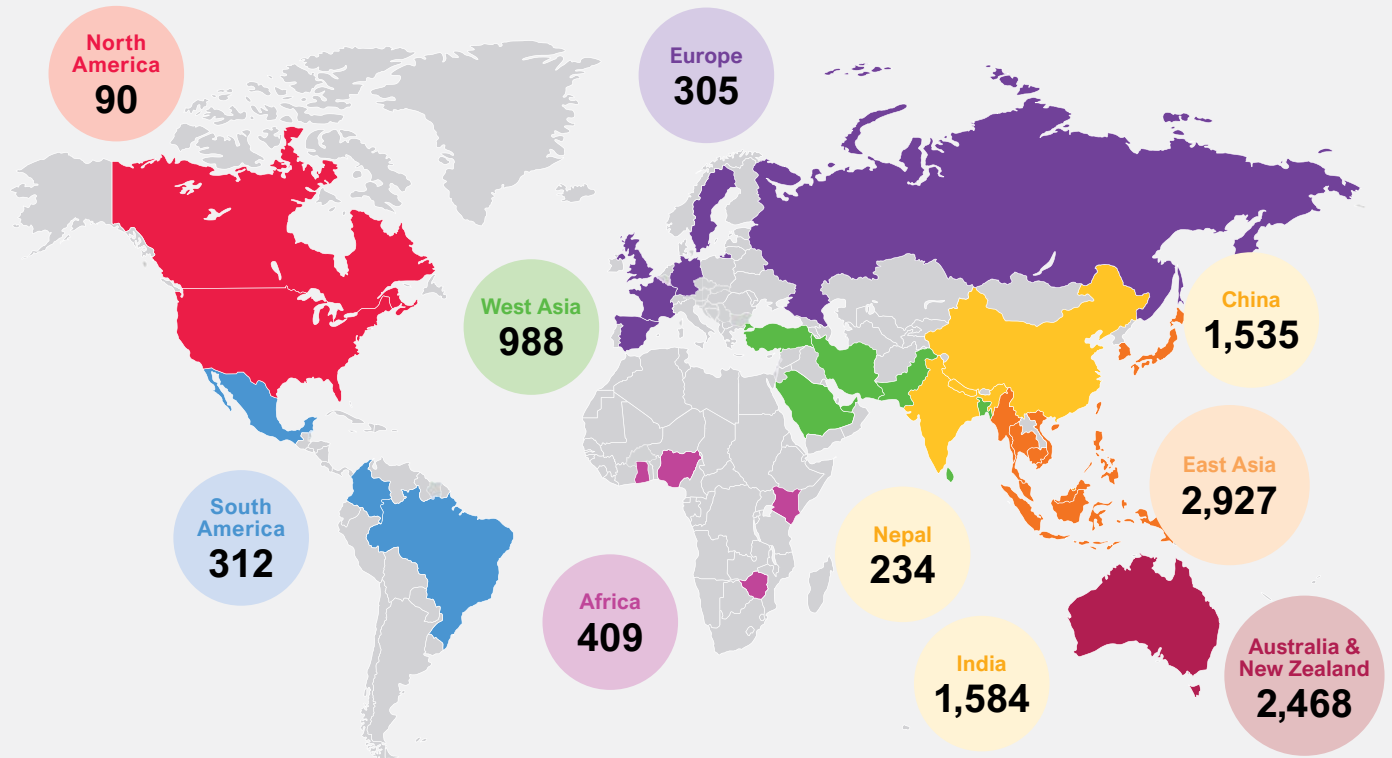 North
America
90
Europe
305
West Asia
988
China
1,535
East Asia
2,927
South
America
312
Nepal
234
Africa
409
India
1,584
Australia &
New Zealand
2,468